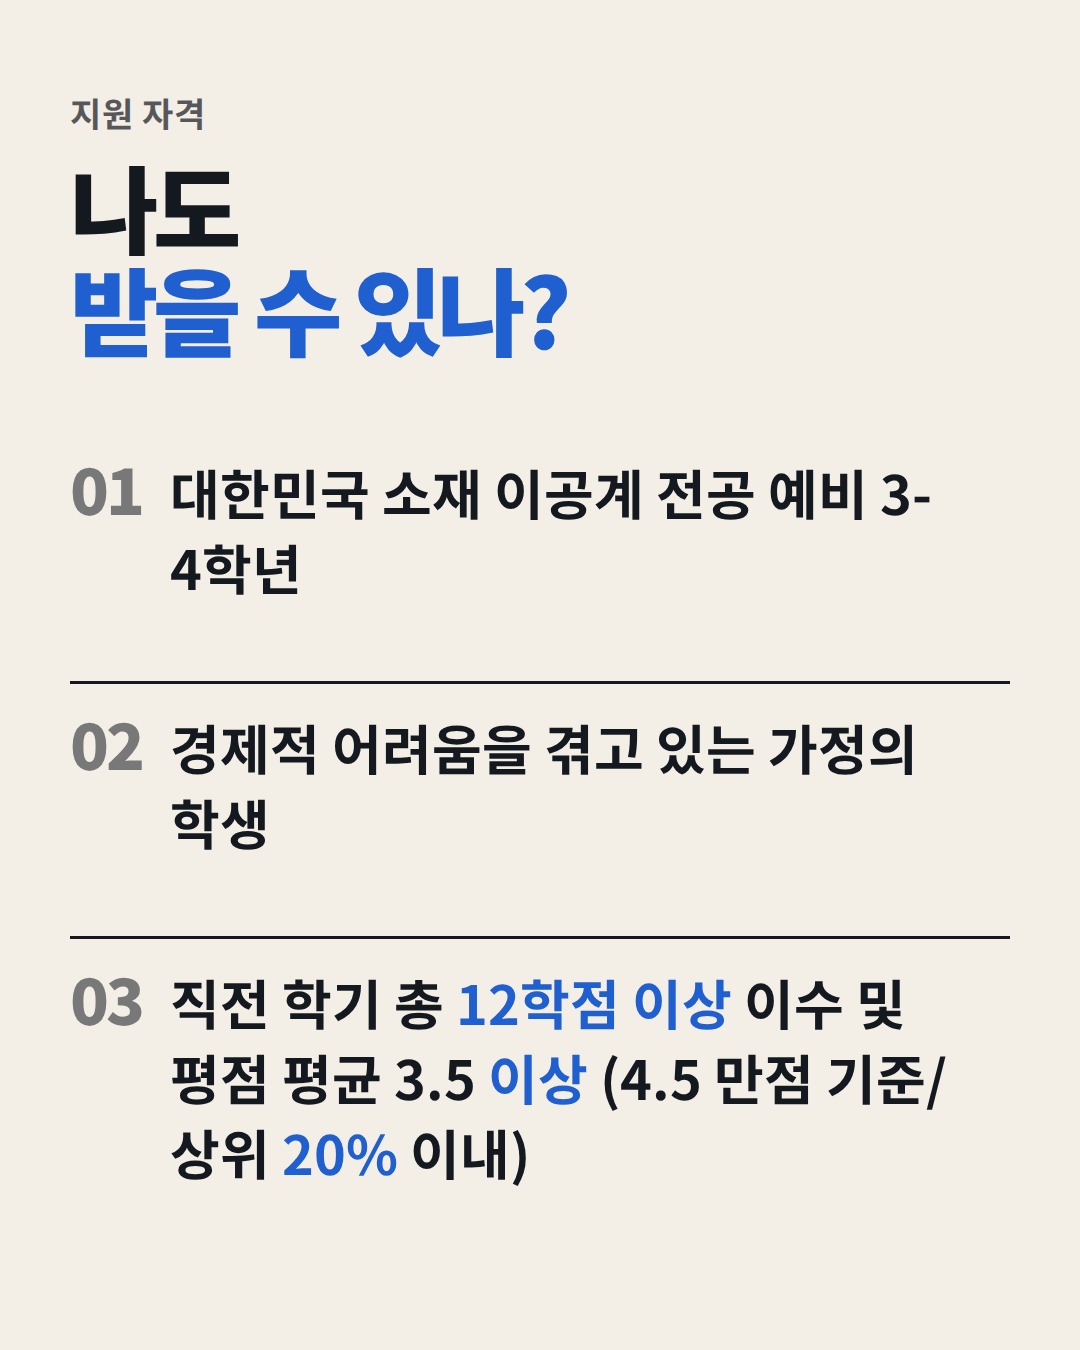 지원 자격
나도
받을 수 있나?
01 대한민국 소재 이공계 전공 예비 3-
4학년
02 경제적 어려움을 겪고 있는 가정의
학생
03 직전 학기 총 12학점 이상 이수 및
평점 평균 3.5 이상 (4.5 만점 기준/
상위 20% 이내)